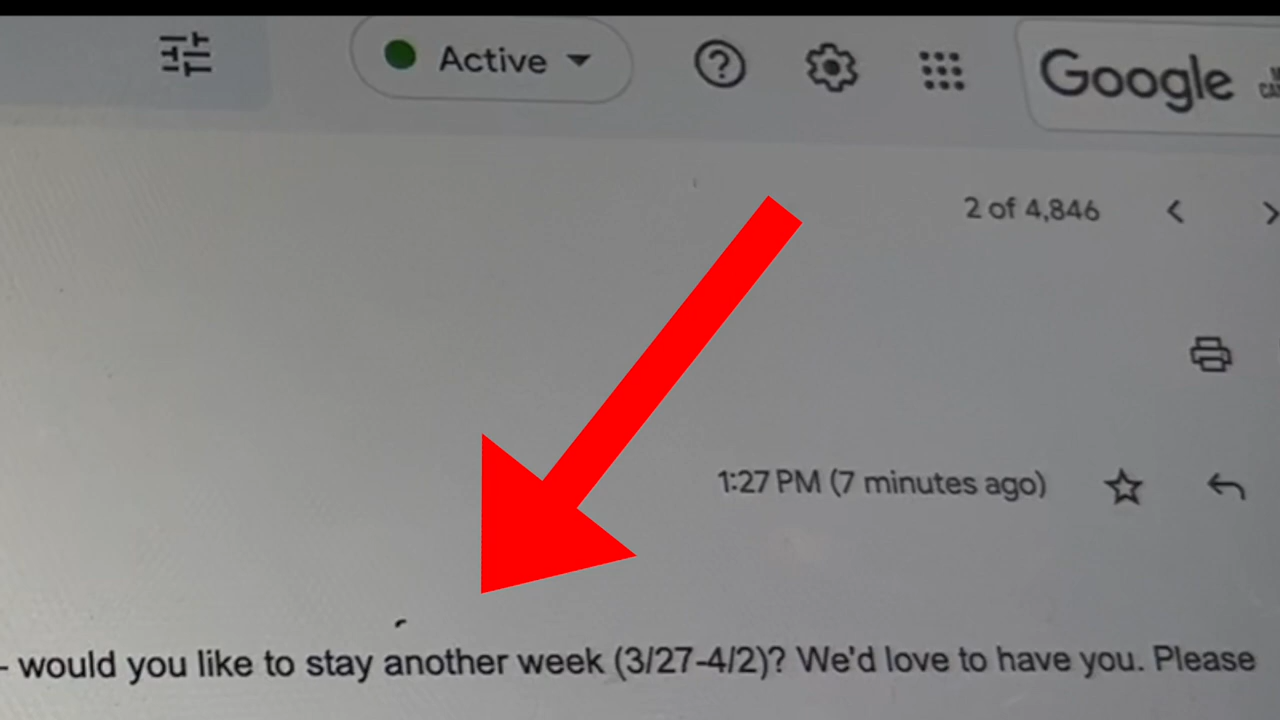 Active
Google
2 of 4,846
1:27 PM (7 minutes ago)
- would you like to stay another week (3/27-4/2)? We'd love to have you. Please